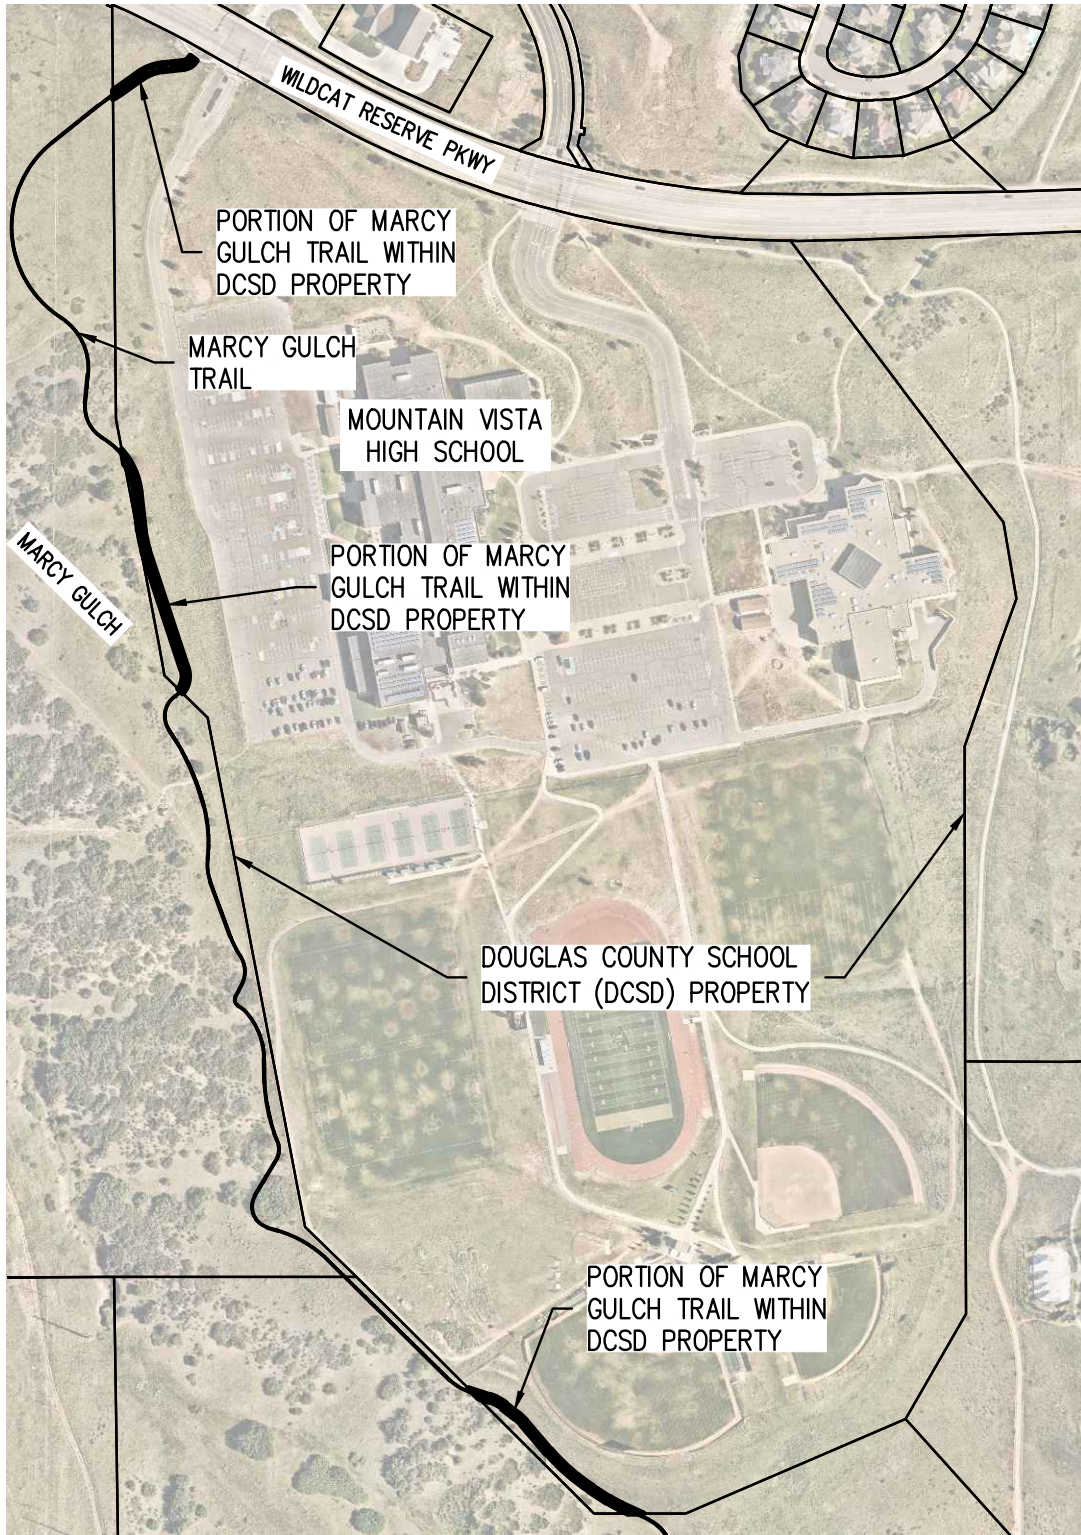 WILDCAT RESERVE PKWY
PORTION OF MARCY
GULCH TRAIL WITHIN
DCSD PROPERTY
MARCY GULCH
TRAIL
MOUNTAIN VISTA
HIGH SCHOOL
MARCY GULCH
PORTION OF MARCY
GULCH TRAIL WITHIN
DCSD PROPERTY
DOUGLAS COUNTY SCHOOL
DISTRICT (DCSD) PROPERTY
PORTION OF MARCY
GULCH TRAIL WITHIN
DCSD PROPERTY